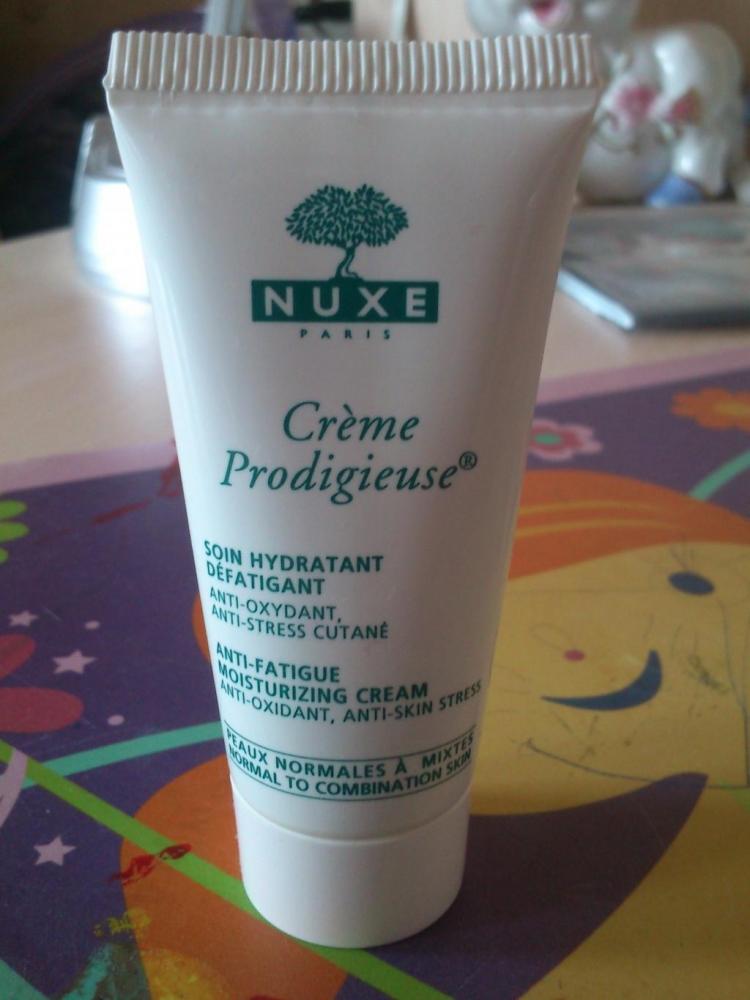 NUXE
PARIS
Crème
Prodigieuse®
SOIN HYDRATANT
DÉFATIGANT
ANTI-OXYDANT,
ANTI-STRESS CUTANÉ
ANTI-FATIGUE
MOISTURIZING CREAM
ANTI-OXIDANT, ANTI-SKIN STRESS
PEAUX NORMALES À MIXTES
NORMAL TO COMBINATION SKIN